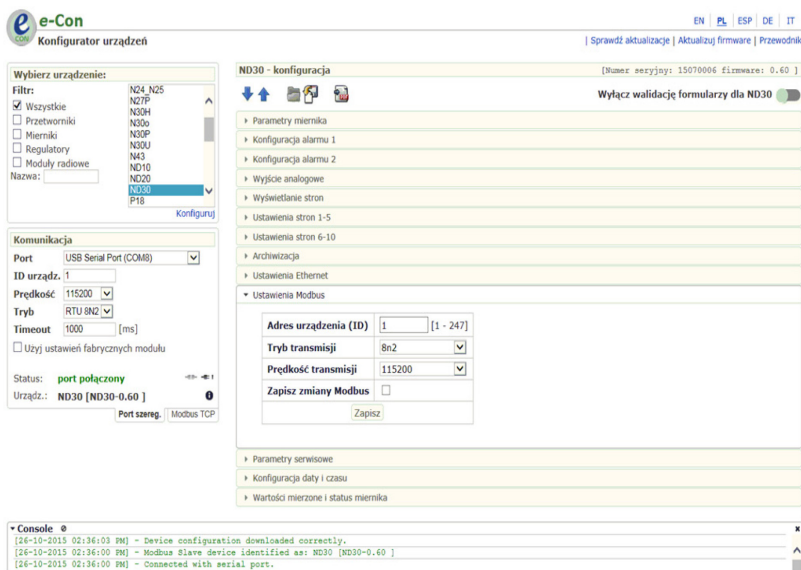 e-Con
Konfigurator urządzeń
EN PL ESP DE IT
| Sprawdź aktualizacje | Aktualizuj firmware | Przewodnik
Wybierz urządzenie:
Filtr:
Wszystkie
Przetworniki
Mierniki
Regulatory
Moduły radiowe
Nazwa:
N24_N25
N27P
N30H
N30o
N30P
N30U
N43
ND10
ND20
ND30
P18
Konfiguruj
Komunikacja
Port USB Serial Port (COM8)
ID urządz. 1
Prędkość 115200
Tryb RTU 8N2
Timeout 1000 [ms]
Użyj ustawień fabrycznych modułu
Status: port połączony
Urządz.: ND30 [ND30-0.60 ]
Port szereg. Modbus TCP
ND30 - konfiguracja [Numer seryjny: 15070006 firmware: 0.60 ]
Wyłącz walidację formularzy dla ND30
Parametry miernika
Konfiguracja alarmu 1
Konfiguracja alarmu 2
Wyjście analogowe
Wyświetlanie stron
Ustawienia stron 1-5
Ustawienia stron 6-10
Archiwizacja
Ustawienia Ethernet
Ustawienia Modbus
Adres urządzenia (ID) 1 [1 - 247]
Tryb transmisji 8n2
Prędkość transmisji 115200
Zapisz zmiany Modbus
Zapisz
Parametry serwisowe
Konfiguracja daty i czasu
Wartości mierzone i status miernika
Console
[26-10-2015 02:36:03 PM] - Device configuration downloaded correctly.
[26-10-2015 02:36:00 PM] - Modbus Slave device identified as: ND30 [ND30-0.60 ]
[26-10-2015 02:36:00 PM] - Connected with serial port.